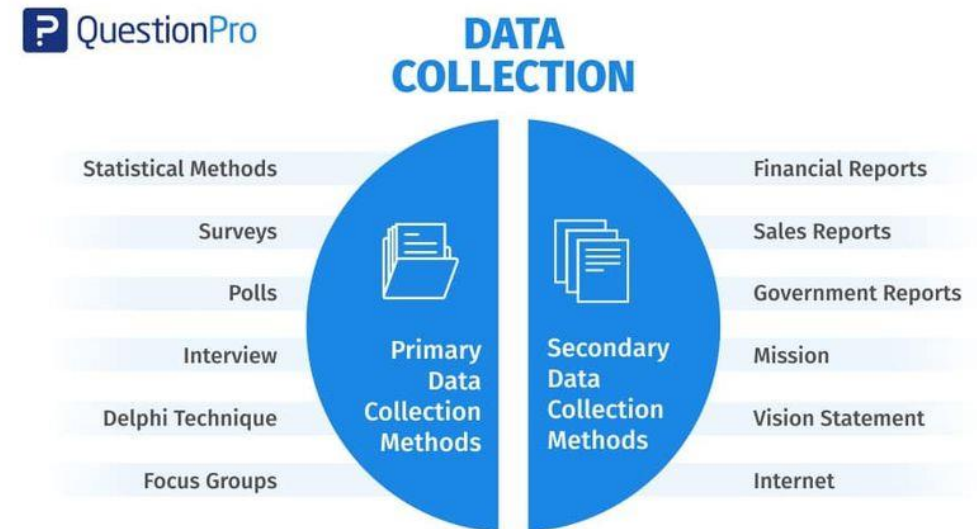 QuestionPro
DATA
COLLECTION
Statistical Methods
Surveys
Polls
Interview
Delphi Technique
Focus Groups
Primary
Data
Collection
Methods
Secondary
Data
Collection
Methods
Financial Reports
Sales Reports
Government Reports
Mission
Vision Statement
Internet